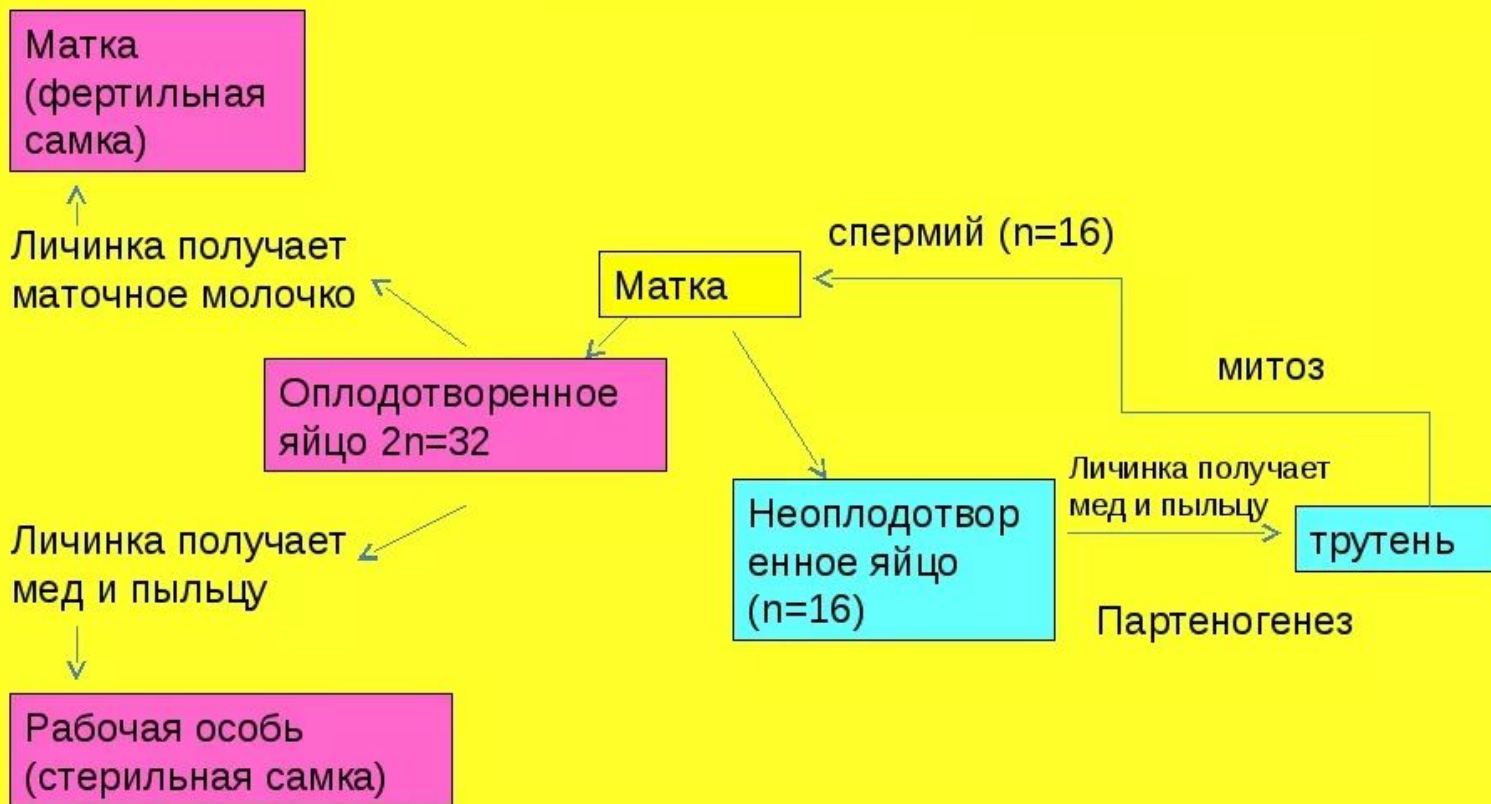 Матка
(фертильная
самка)
Личинка получает
маточное молочко
спермий (n=16)
Матка
митоз
Оплодотворенное
яйцо 2n=32
Личинка получает
мед и пыльцу
Неоплодотвор
енное яйцо
(n=16)
трутень
Партеногенез
Личинка получает
мед и пыльцу
Рабочая особь
(стерильная самка)